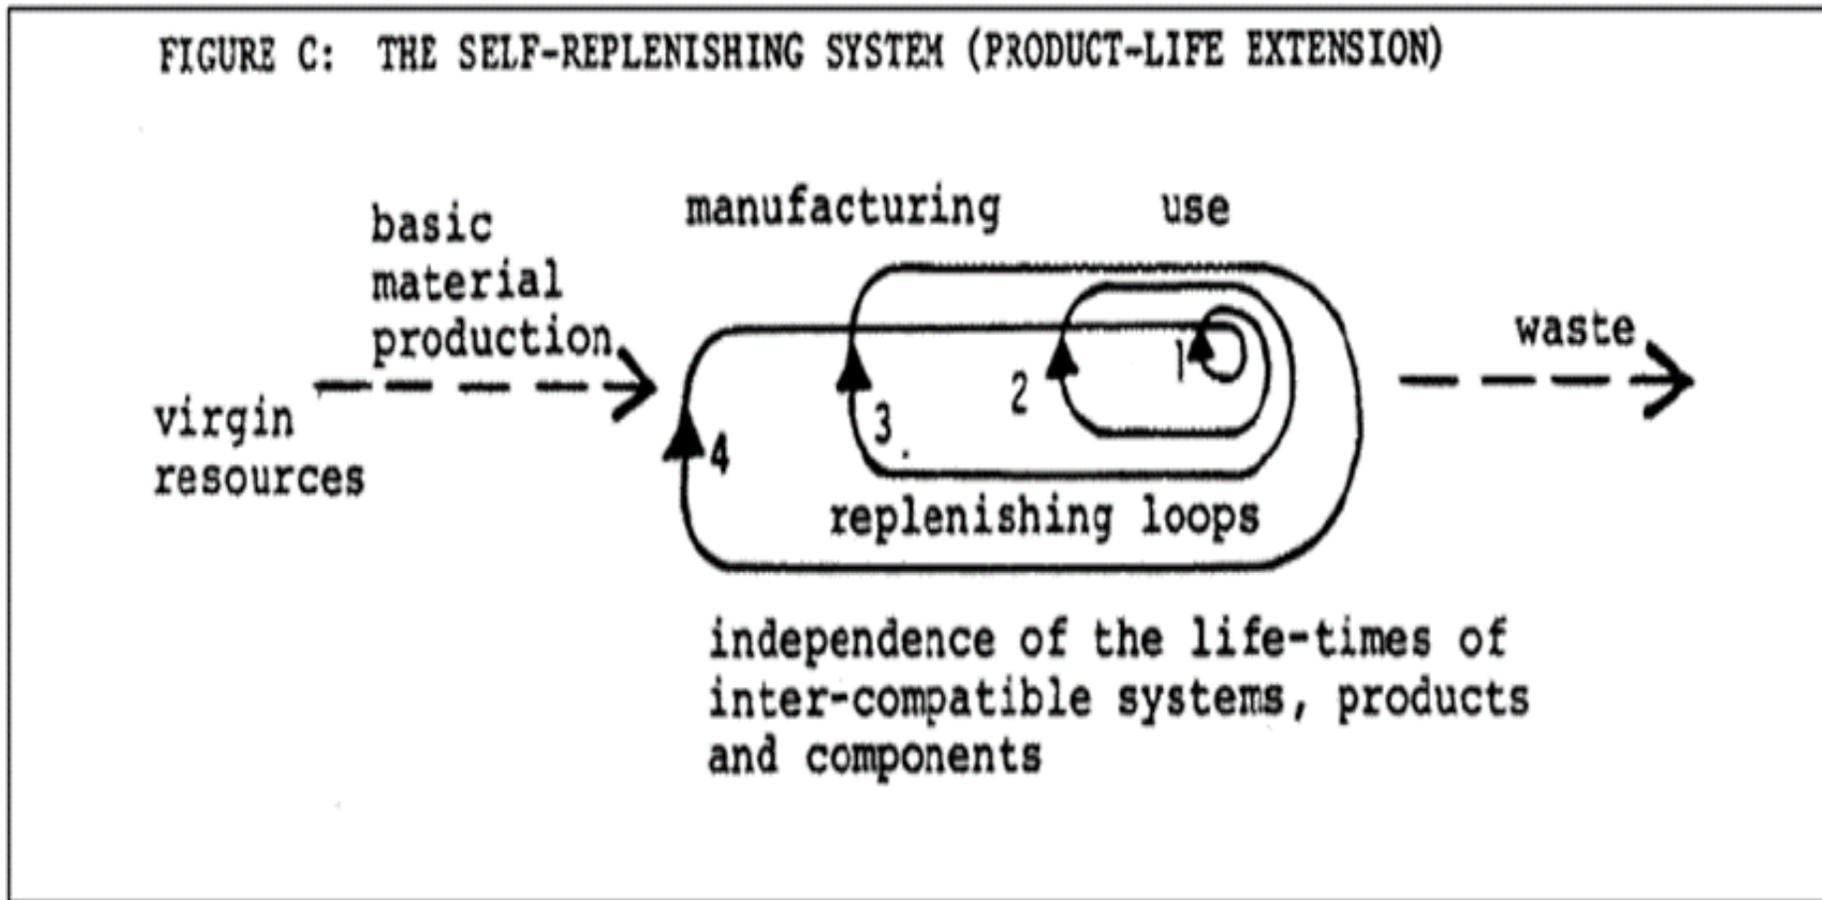 FIGURE C: THE SELF-REPLENISHING SYSTEM (PRODUCT-LIFE EXTENSION)
manufacturing
use
basic
material
production
virgin
resources
waste
1
2
3
4
replenishing loops
independence of the life-times of
inter-compatible systems, products
and components